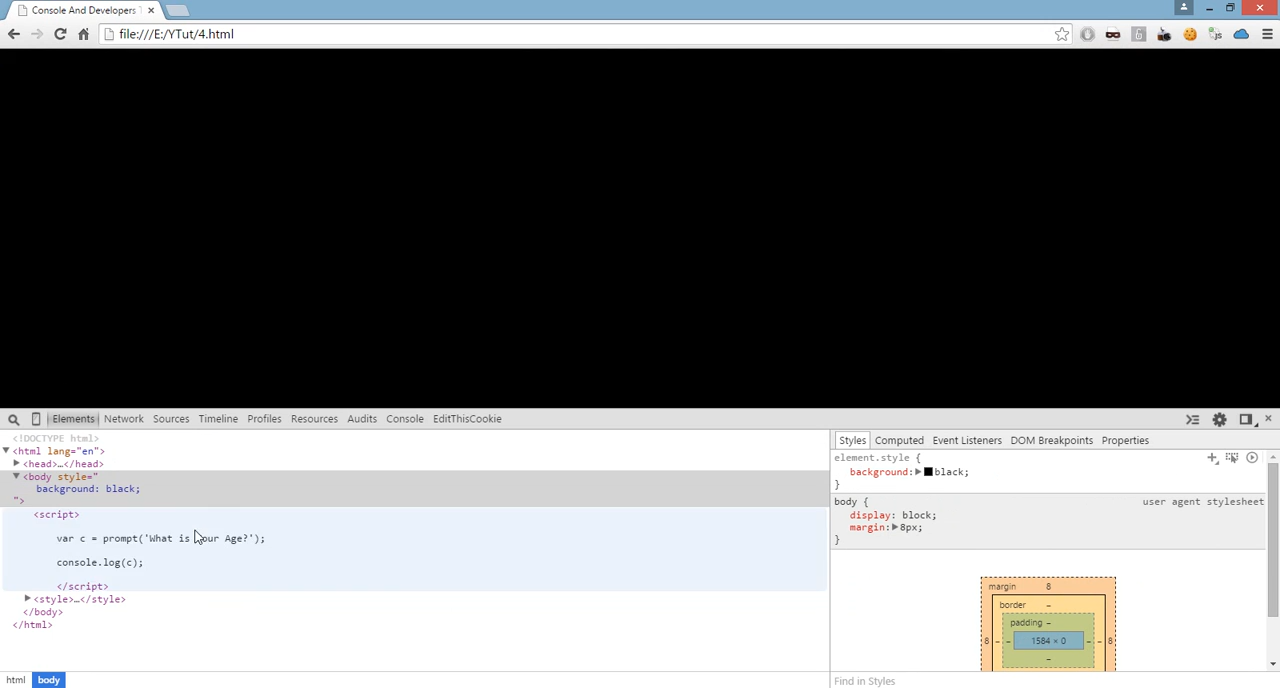 Console And Developers T
file:///E:/YTut/4.html
Elements Network Sources Timeline Profiles Resources Audits Console EditThisCookie
<!DOCTYPE html>
<html lang="en">
<head>…</head>
<body style="
background: black;
">
<script>
var c = prompt('What is your Age?');
console.log(c);
</script>
<style>…</style>
</body>
</html>
html body
Styles Computed Event Listeners DOM Breakpoints Properties
element.style {
background: black;
}
body { user agent stylesheet
display: block;
margin: 8px;
}
margin 8
border –
padding –
8 – – 1584 × 0 – – 8
–
Find in Styles